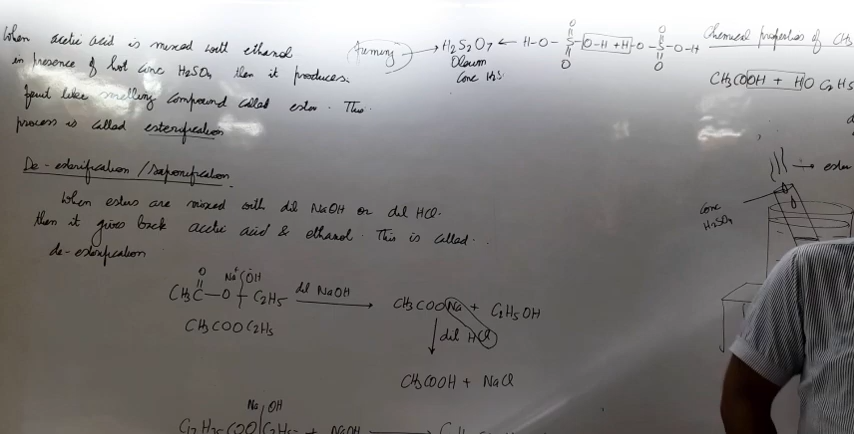 When acetic acid is mixed with ethanol
in presence of hot conc H2SO4 then it produces
fruit like smelling compound called ester. This
process is called esterification
De-esterification / Saponification
When esters are mixed with dil NaOH or dil HCl.
then it gives back acetic acid & ethanol. This is called
de-esterification
O Na+ OH
CH3C-O-C2H5 dil NaOH
CH3COOC2H5
CH3COONa + C2H5OH
dil HCl
CH3COOH + NaCl
Na OH
+ NaOH
fuming
H2S2O7 ← H-O-S-O-H + H-O-S-O-H
O O
O O
Oleum
Conc H2S
Chemical properties of CH3
CH3COOH + HO C2H5
→ ester
Conc
H2SO4